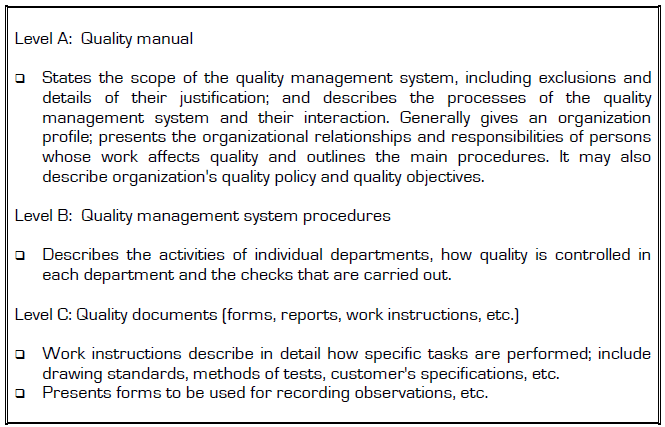 Level A: Quality manual
❑ States the scope of the quality management system, including exclusions and
details of their justification; and describes the processes of the quality
management system and their interaction. Generally gives an organization
profile; presents the organizational relationships and responsibilities of persons
whose work affects quality and outlines the main procedures. It may also
describe organization's quality policy and quality objectives.
Level B: Quality management system procedures
❑ Describes the activities of individual departments, how quality is controlled in
each department and the checks that are carried out.
Level C: Quality documents (forms, reports, work instructions, etc.)
❑ Work instructions describe in detail how specific tasks are performed; include
drawing standards, methods of tests, customer's specifications, etc.
❑ Presents forms to be used for recording observations, etc.